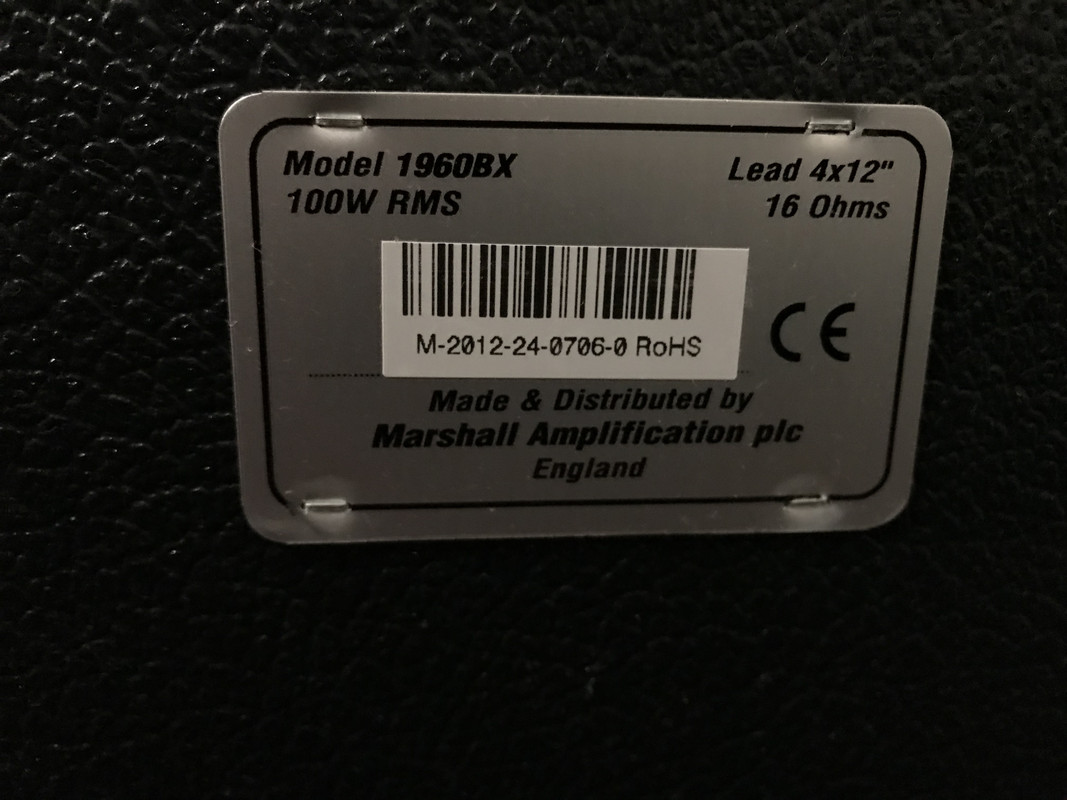 Model 1960BX
Lead 4x12"
100W RMS
16 Ohms
M-2012-24-0706-0 RoHS
CE
Made & Distributed by
Marshall Amplification plc
England